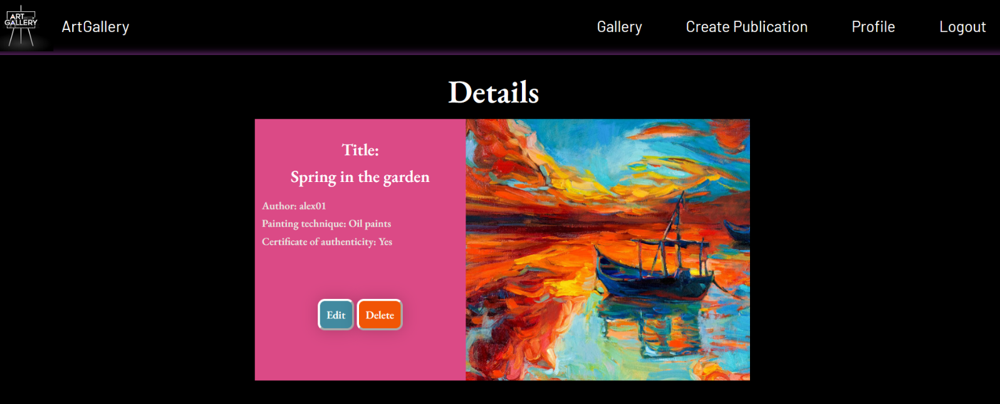 ART
GALLERY
ArtGallery
Gallery
Create Publication
Profile
Logout
Details
Title:
Spring in the garden
Author: alex01
Painting technique: Oil paints
Certificate of authenticity: Yes
Edit
Delete